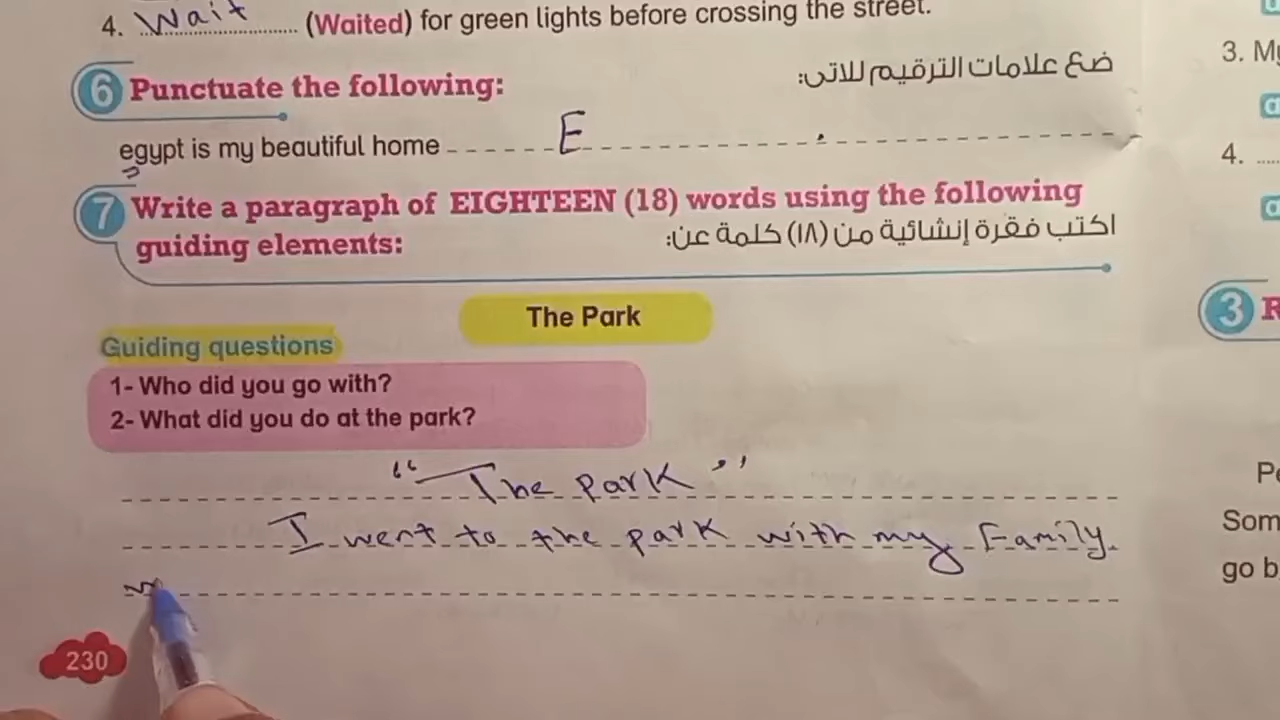 4. Wait (Waited) for green lights before crossing the street.
6 Punctuate the following:
ضع علامات الترقيم للاتى:
egypt is my beautiful home E .
7 Write a paragraph of EIGHTEEN (18) words using the following
guiding elements:
اكتب فقرة إنشائية من (١٨) كلمة عن:
The Park
Guiding questions
1- Who did you go with?
2- What did you do at the park?
“The park”
I went to the park with my Family.
230
3.
4. .....
3
Som
go b